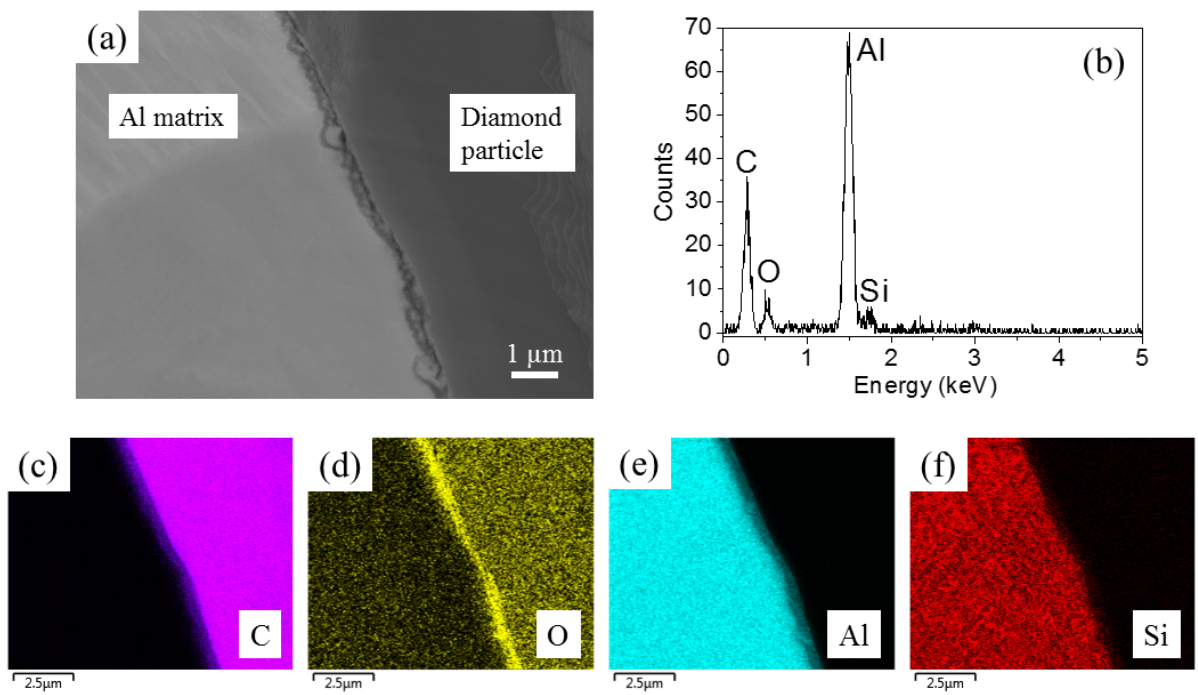 (a)
Al matrix
Diamond
particle
1 µm
(b)
70
60
50
40
30
20
10
0
Counts
C
O
Al
Si
0 1 2 3 4 5
Energy (keV)
(c)
C
2.5µm
(d)
O
2.5µm
(e)
Al
2.5µm
(f)
Si
2.5µm